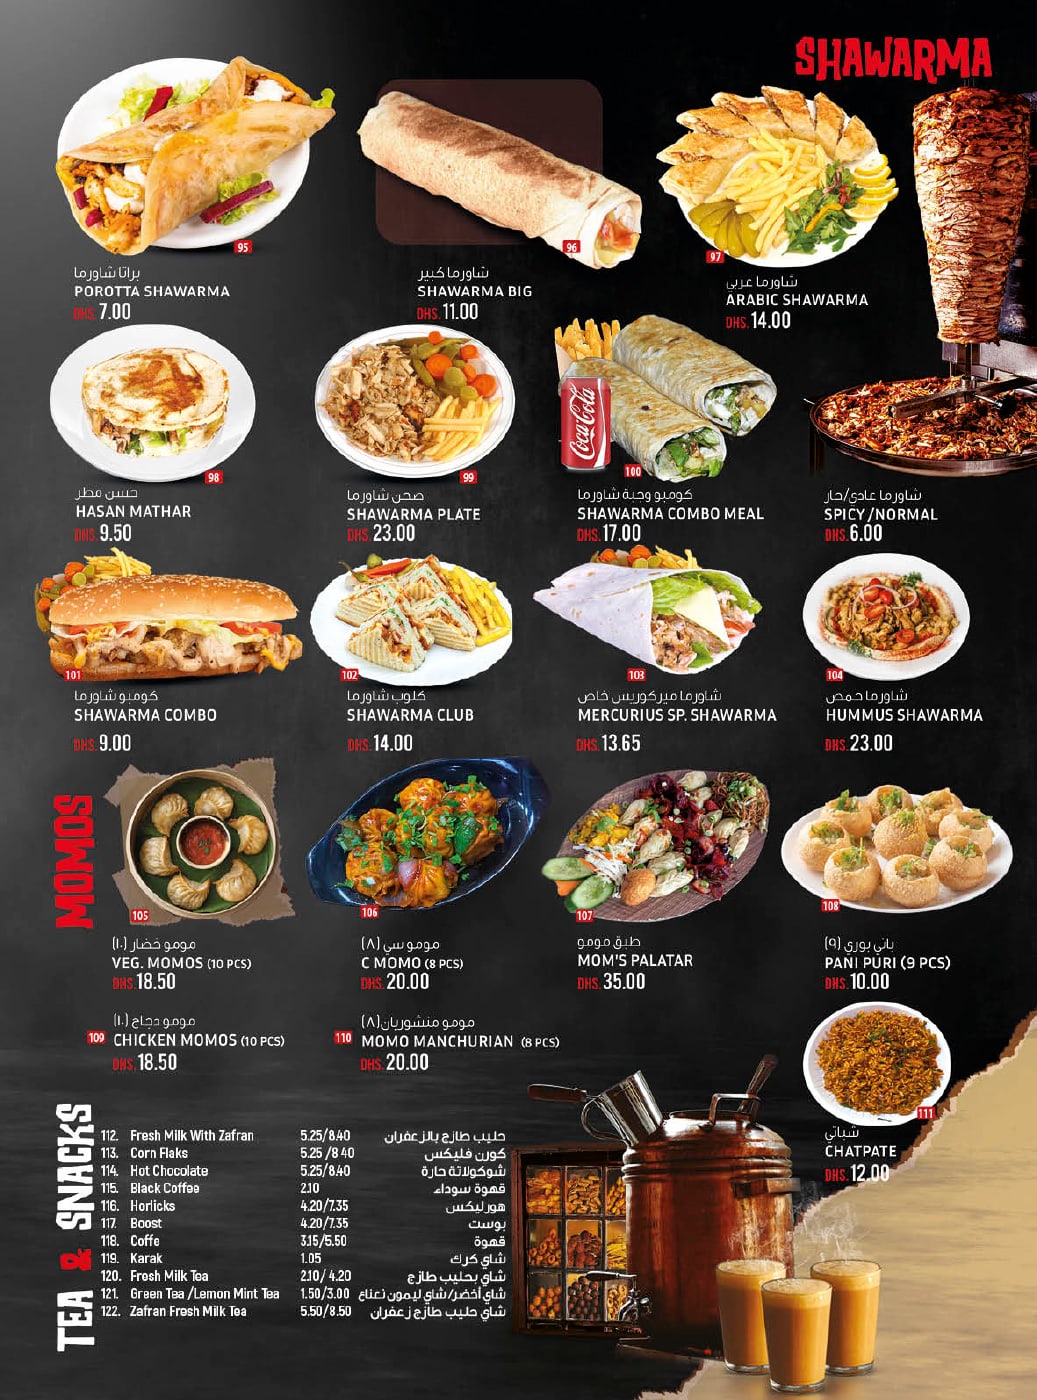 SHAWARMA
95
براتا شاورما
POROTTA SHAWARMA
DHS. 7.00
96
شاورما كبير
SHAWARMA BIG
DHS. 11.00
97
شاورما عربي
ARABIC SHAWARMA
DHS. 14.00
98
حسن مطر
HASAN MATHAR
DHS. 9.50
99
صحن شاورما
SHAWARMA PLATE
DHS. 23.00
Coca-Cola
100
كومبو وجبة شاورما
SHAWARMA COMBO MEAL
DHS. 17.00
شاورما عادي/حار
SPICY /NORMAL
DHS. 6.00
101
كومبو شاورما
SHAWARMA COMBO
DHS. 9.00
102
كلوب شاورما
SHAWARMA CLUB
DHS. 14.00
103
شاورما ميركوريس خاص
MERCURIUS SP. SHAWARMA
DHS. 13.65
104
شاورما حمص
HUMMUS SHAWARMA
DHS. 23.00
MOMOS
105
مومو خضار (١٠)
VEG. MOMOS (10 PCS)
DHS. 18.50
106
مومو سي (٨)
C MOMO (8 PCS)
DHS. 20.00
107
طبق مومو
MOM'S PALATAR
DHS. 35.00
108
باني بوري (٩)
PANI PURI (9 PCS)
DHS. 10.00
109
مومو دجاج (١٠)
CHICKEN MOMOS (10 PCS)
DHS. 18.50
110
مومو منشوريان(٨)
MOMO MANCHURIAN (8 PCS)
DHS. 20.00
111
شباتي
CHATPATE
DHS. 12.00
TEA & SNACKS
112. Fresh Milk With Zafran 5.25/8.40 حليب طازج بالزعفران
113. Corn Flaks 5.25 /8 40 كورن فليكس
114. Hot Chocolate 5.25/8.40 شوكولاتة حارة
115. Black Coffee 2.10 قهوة سوداء
116. Horlicks 4.20/7.35 هورليكس
117. Boost 4.20/7.35 بوست
118. Coffe 3.15/5.50 قهوة
119. Karak 1.05 شاي كرك
120. Fresh Milk Tea 2.10/ 4.20 شاي بحليب طازج
121. Green Tea /Lemon Mint Tea 1.50/3.00 شاي أخضر/شاي ليمون نعناع
122. Zafran Fresh Milk Tea 5.50/8.50 شاي حليب طازج زعفران